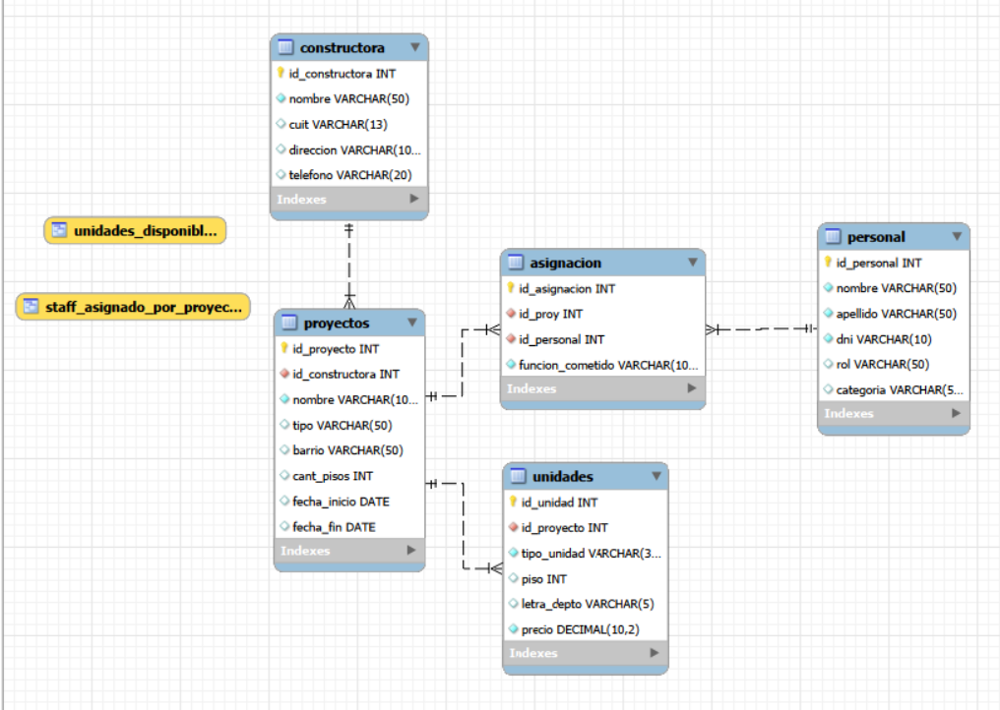 constructora
id_constructora INT
nombre VARCHAR(50)
cuit VARCHAR(13)
direccion VARCHAR(10...
telefono VARCHAR(20)
Indexes
unidades_disponibl...
staff_asignado_por_proyec...
proyectos
id_proyecto INT
id_constructora INT
nombre VARCHAR(10...
tipo VARCHAR(50)
barrio VARCHAR(50)
cant_pisos INT
fecha_inicio DATE
fecha_fin DATE
Indexes
asignacion
id_asignacion INT
id_proy INT
id_personal INT
funcion_cometido VARCHAR(10...
Indexes
personal
id_personal INT
nombre VARCHAR(50)
apellido VARCHAR(50)
dni VARCHAR(10)
rol VARCHAR(50)
categoria VARCHAR(5...
Indexes
unidades
id_unidad INT
id_proyecto INT
tipo_unidad VARCHAR(3...
piso INT
letra_depto VARCHAR(5)
precio DECIMAL(10,2)
Indexes